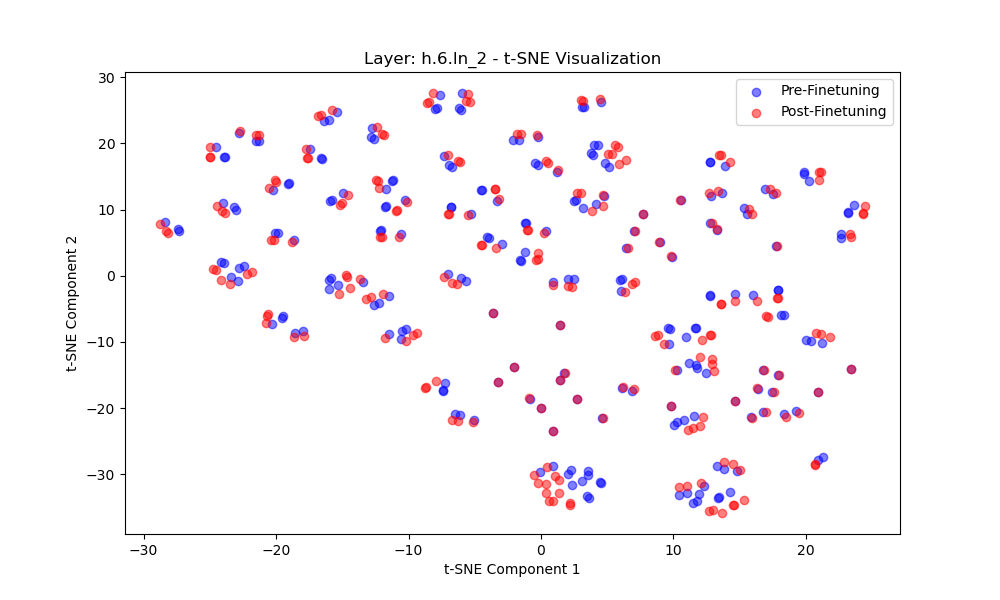 Layer: h.6.ln_2 - t-SNE Visualization
Pre-Finetuning
Post-Finetuning
30
20
10
0
−10
−20
−30
t-SNE Component 2
−30
−20
−10
0
10
20
t-SNE Component 1